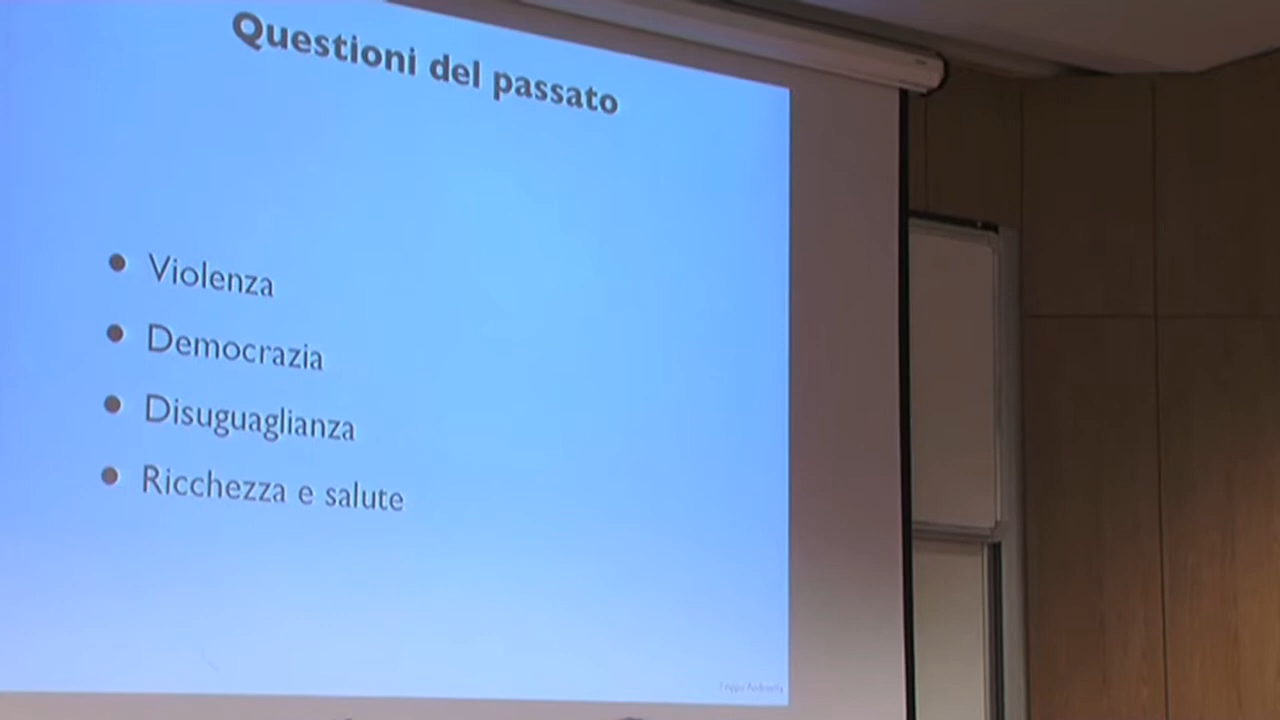 Questioni del passato
Violenza
Democrazia
Disuguaglianza
Ricchezza e salute